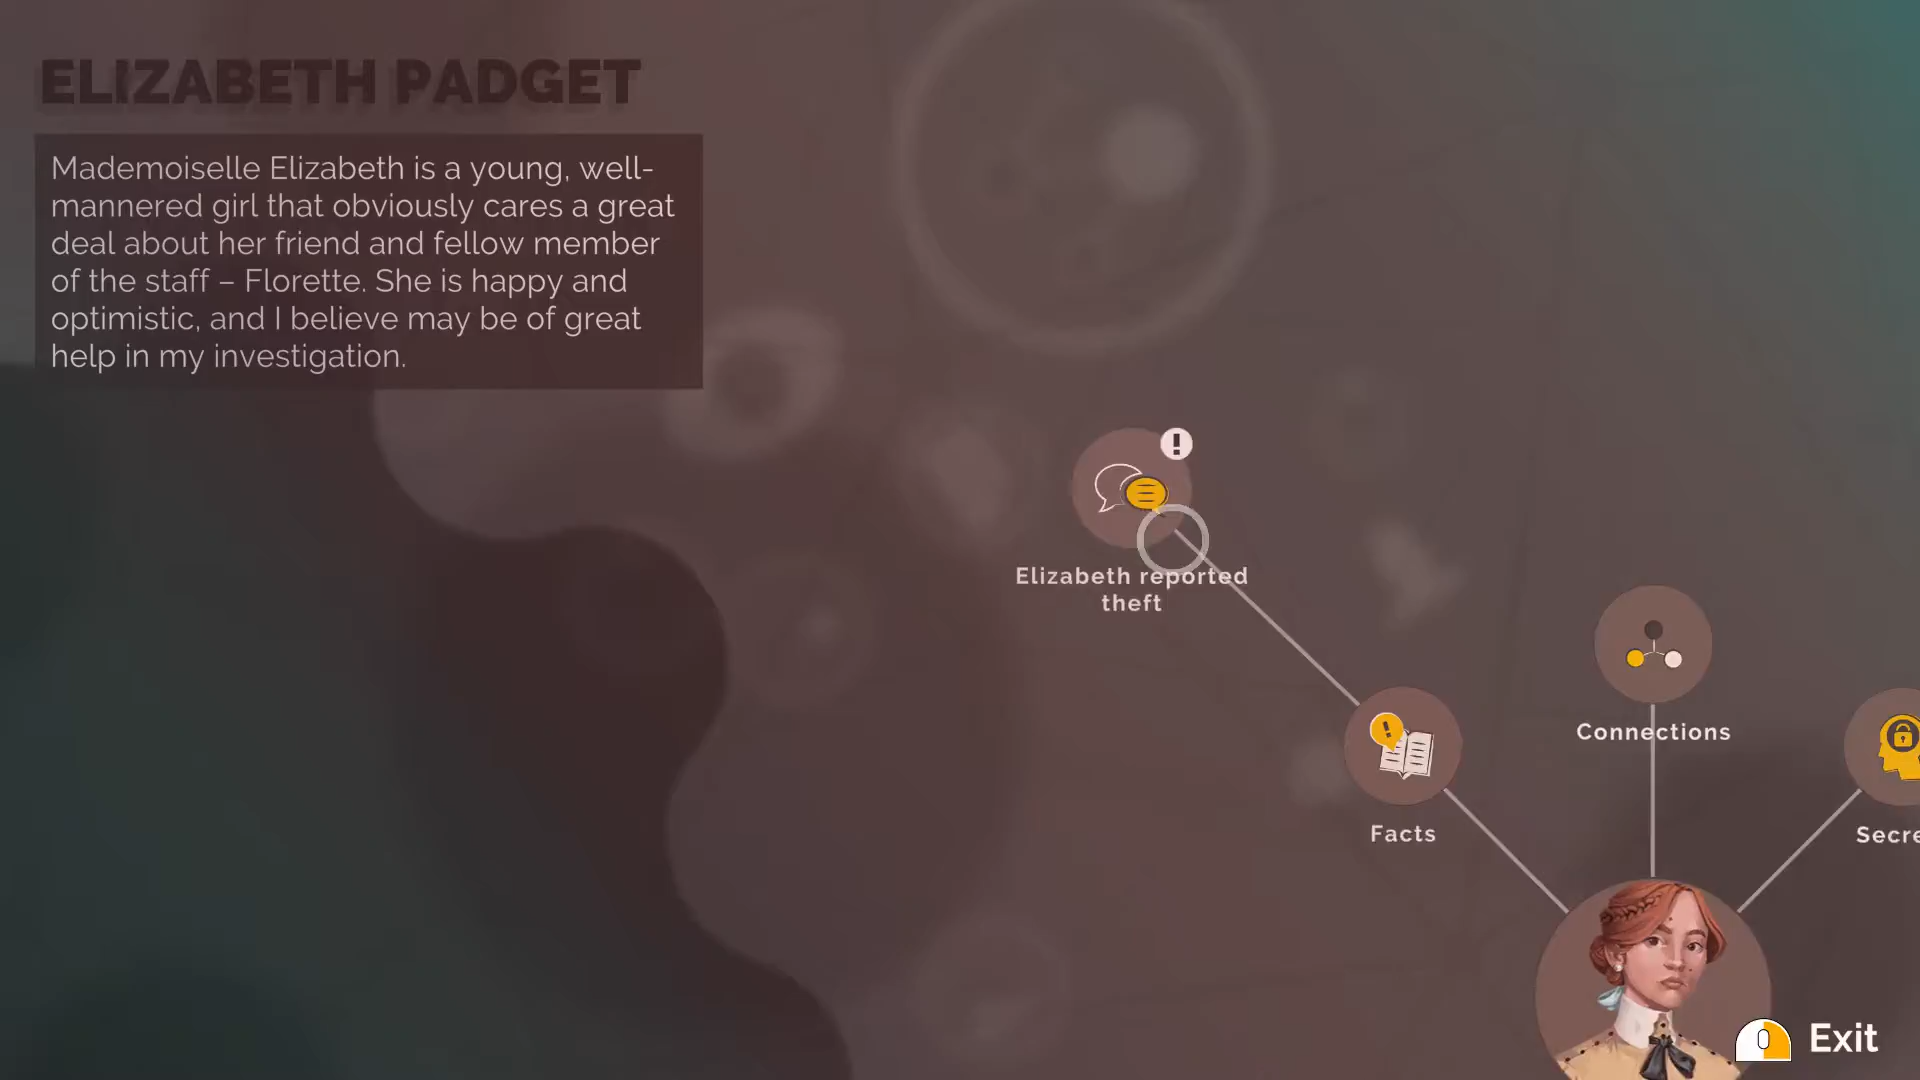 ELIZABETH PADGET
Mademoiselle Elizabeth is a young, well-
mannered girl that obviously cares a great
deal about her friend and fellow member
of the staff – Florette. She is happy and
optimistic, and I believe may be of great
help in my investigation.
!
Elizabeth reported
theft
Connections
!
Facts
Secre
Exit